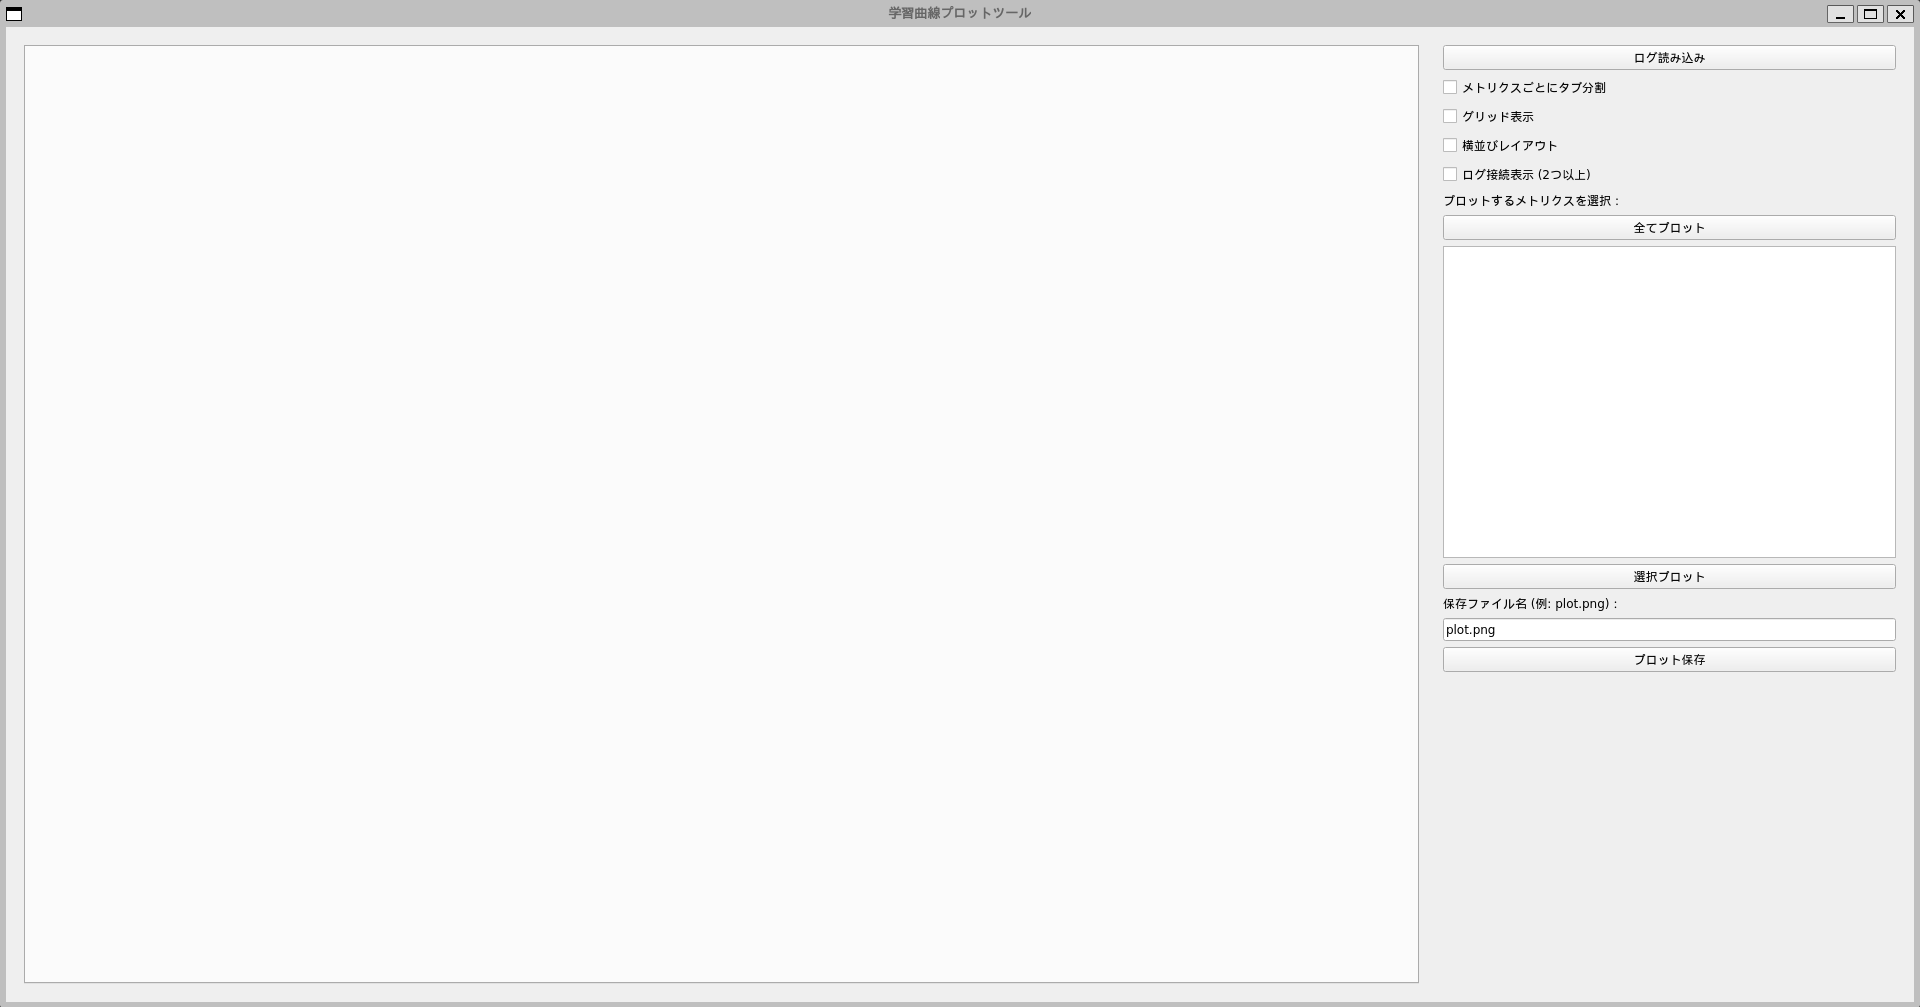 学習曲線プロットツール
ログ読み込み
メトリクスごとにタブ分割
グリッド表示
横並びレイアウト
ログ接続表示 (2つ以上)
プロットするメトリクスを選択：
全てプロット
選択プロット
保存ファイル名 (例: plot.png)：
plot.png
プロット保存